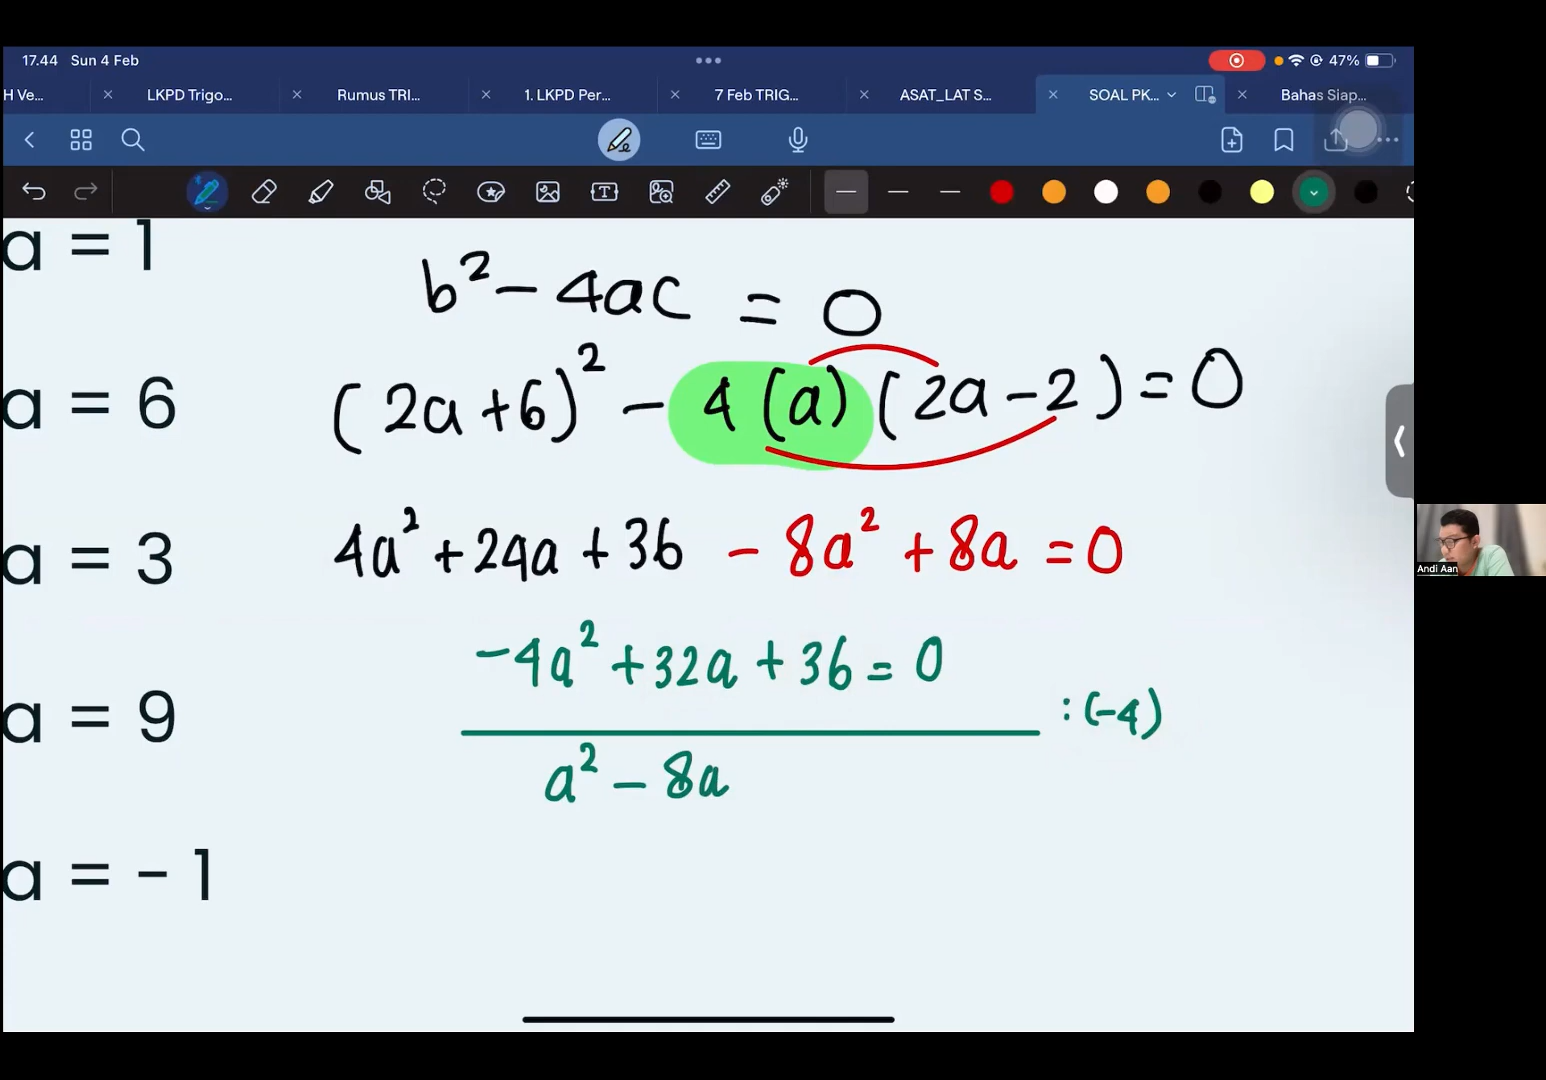 17.44 Sun 4 Feb
47%
H Ve...
LKPD Trigo...
Rumus TRI...
1. LKPD Per...
7 Feb TRIG...
ASAT_LAT S...
SOAL PK...
Bahas Siap...
a = 1
a = 6
a = 3
a = 9
a = - 1
b² - 4ac = 0
(2a + 6)² - 4(a)(2a - 2) = 0
4a² + 24a + 36 - 8a² + 8a = 0
-4a² + 32a + 36 = 0
: (-4)
a² - 8a
Andi Aan